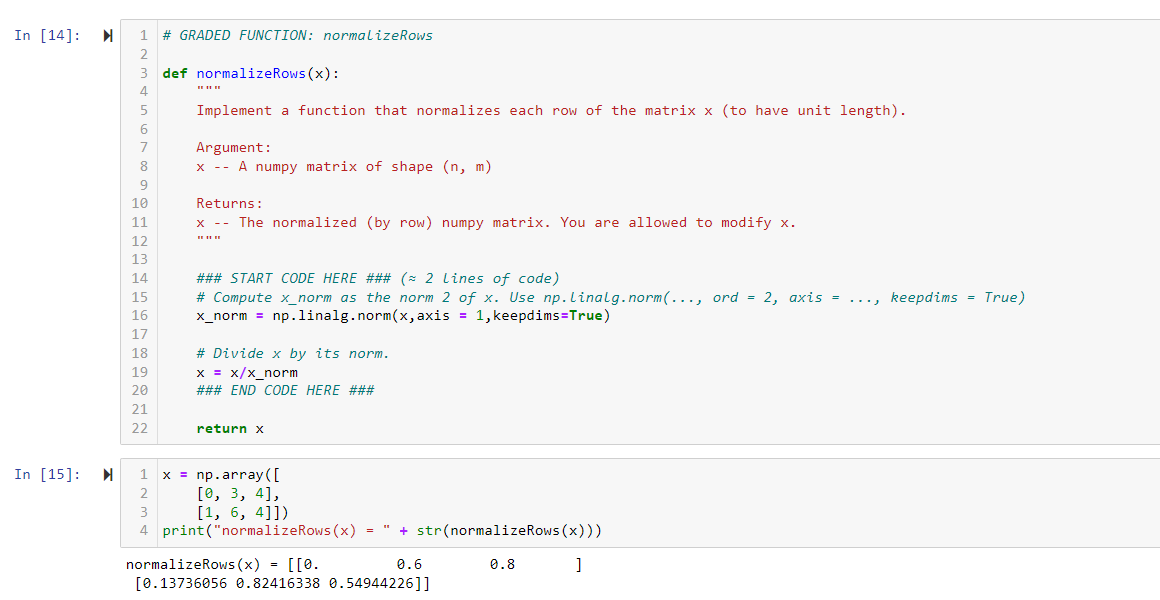 In [14]:
1 # GRADED FUNCTION: normalizeRows
2
3 def normalizeRows(x):
4     """
5     Implement a function that normalizes each row of the matrix x (to have unit length).
6
7     Argument:
8     x -- A numpy matrix of shape (n, m)
9
10     Returns:
11     x -- The normalized (by row) numpy matrix. You are allowed to modify x.
12     """
13
14     ### START CODE HERE ### (≈ 2 lines of code)
15     # Compute x_norm as the norm 2 of x. Use np.linalg.norm(..., ord = 2, axis = ..., keepdims = True)
16     x_norm = np.linalg.norm(x,axis = 1,keepdims=True)
17
18     # Divide x by its norm.
19     x = x/x_norm
20     ### END CODE HERE ###
21
22     return x
In [15]:
1 x = np.array([
2     [0, 3, 4],
3     [1, 6, 4]])
4 print("normalizeRows(x) = " + str(normalizeRows(x)))
normalizeRows(x) = [[0.         0.6        0.8       ]
 [0.13736056 0.82416338 0.54944226]]